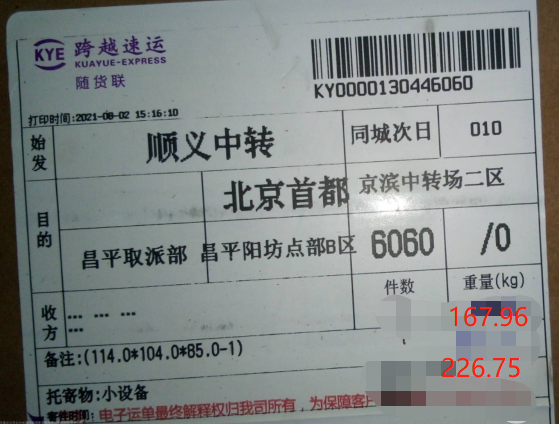 KYE 跨越速运
KUAYUE-EXPRESS
随货联
KY0000130446060
打印时间:2021-08-02 15:16:10
始发 顺义中转 同城次日 010
目的 北京首都 京滨中转场二区
昌平取派部 昌平阳坊点部B区 6060 /0
件数 重量(kg)
收方 ... ... ...
...
167.96
备注:(114.0*104.0*85.0-1)
226.75
托寄物:小设备
寄件时间: 电子运单最终解释权归我司所有,为保障客户